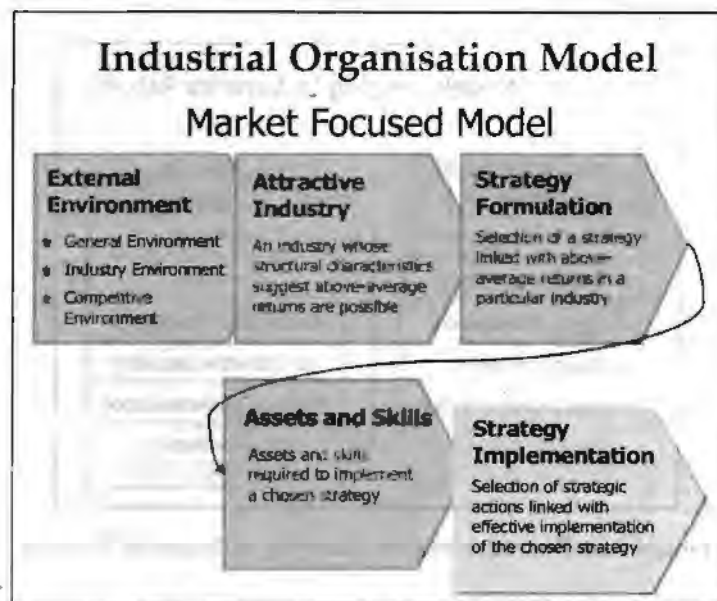 Industrial Organisation Model
Market Focused Model
External
Environment
• General Environment
• Industry Environment
• Competitive
Environment
Attractive
Industry
An industry whose
structural characteristics
suggest above-average
returns are possible
Strategy
Formulation
Selection of a strategy
linked with above-
average returns in a
particular industry
Assets and Skills
Assets and skills
required to implement
a chosen strategy
Strategy
Implementation
Selection of strategic
actions linked with
effective implementation
of the chosen strategy